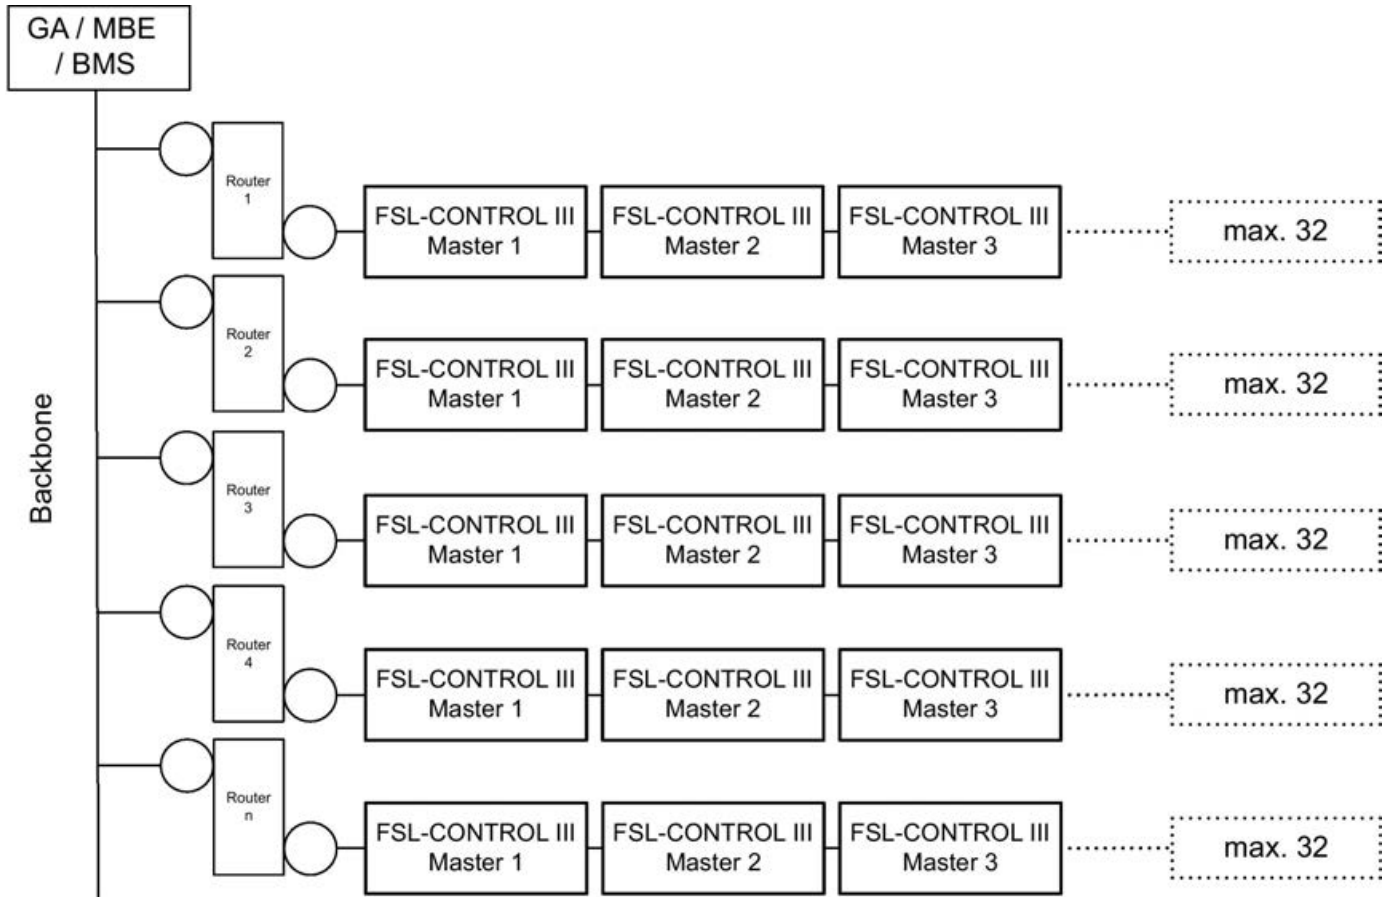 GA / MBE
/ BMS
Backbone
Router
1
FSL-CONTROL III
Master 1
FSL-CONTROL III
Master 2
FSL-CONTROL III
Master 3
max. 32
Router
2
FSL-CONTROL III
Master 1
FSL-CONTROL III
Master 2
FSL-CONTROL III
Master 3
max. 32
Router
3
FSL-CONTROL III
Master 1
FSL-CONTROL III
Master 2
FSL-CONTROL III
Master 3
max. 32
Router
4
FSL-CONTROL III
Master 1
FSL-CONTROL III
Master 2
FSL-CONTROL III
Master 3
max. 32
Router
n
FSL-CONTROL III
Master 1
FSL-CONTROL III
Master 2
FSL-CONTROL III
Master 3
max. 32